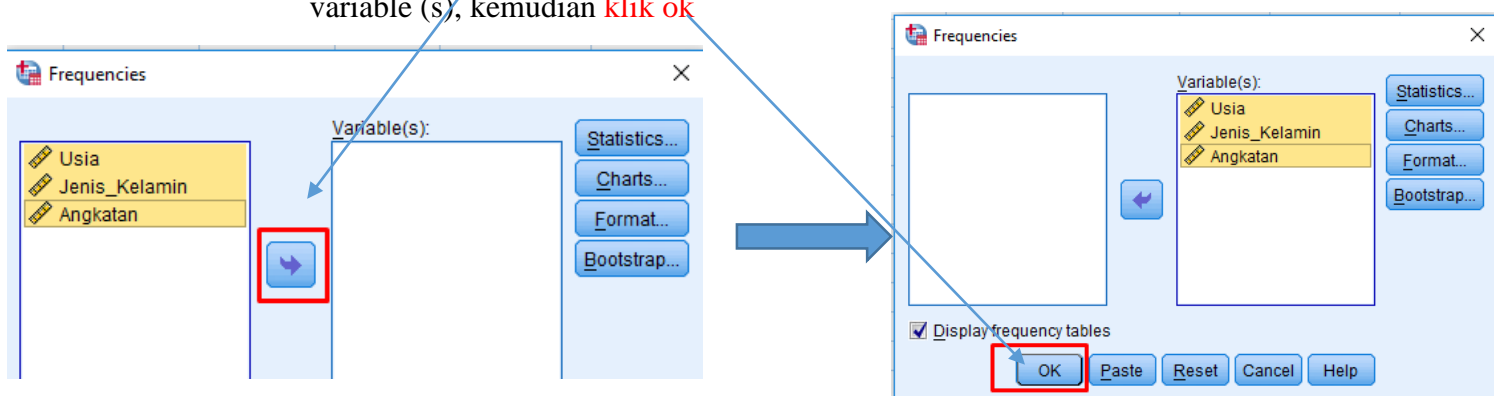 variable (s), kemudian klik ok
Frequencies
Variable(s):
Usia
Jenis_Kelamin
Angkatan
Statistics...
Charts...
Format...
Bootstrap...
Frequencies
Variable(s):
Usia
Jenis_Kelamin
Angkatan
Statistics...
Charts...
Format...
Bootstrap...
Display frequency tables
OK Paste Reset Cancel Help